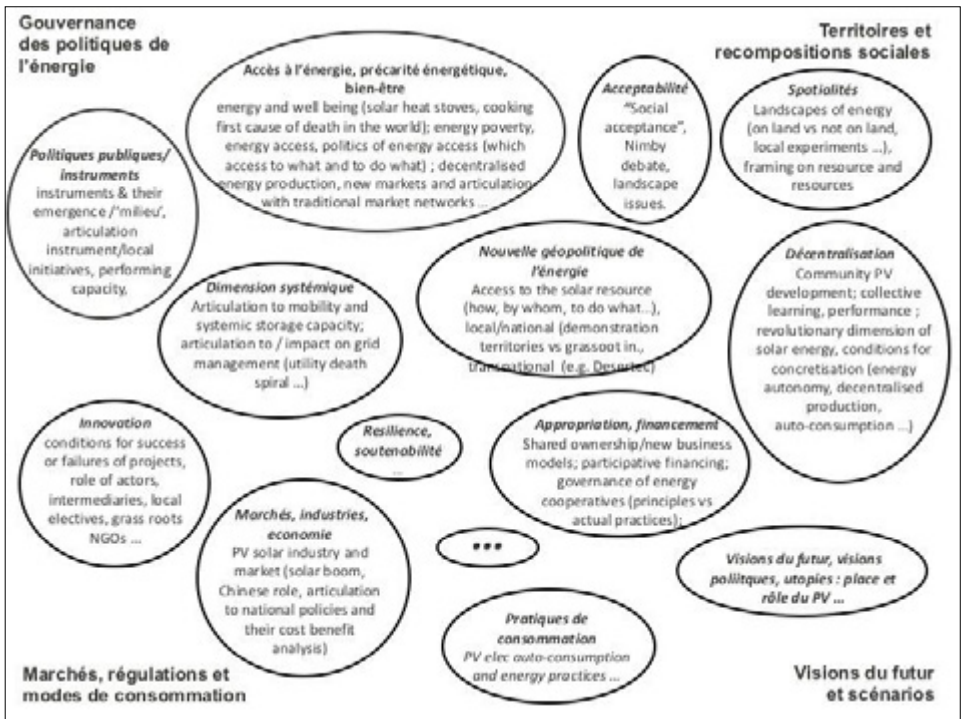 Gouvernance
des politiques de
l'énergie
Territoires et
recompositions sociales
Accès à l'énergie, précarité énergétique,
bien-être
energy and well being (solar heat stoves, cooking
first cause of death in the world); energy poverty,
energy access, politics of energy access (which
access to what and to do what) ; decentralised
energy production, new markets and articulation
with traditional market networks ...
Acceptabilité
"Social
acceptance",
Nimby
debate,
landscape
issues.
Spatialités
Landscapes of energy
(on land vs not on land,
local experiments ...),
framing on resource and
resources
Politiques publiques/
instruments
instruments & their
emergence /'milieu',
articulation
instrument/local
initiatives, performing
capacity,
Nouvelle géopolitique de
l'énergie
Access to the solar resource
(how, by whom, to do what...),
local/national (demonstration
territories vs grassoot in.,
transnational (e.g. Desertec)
Décentralisation
Community PV
development; collective
learning, performance ;
revolutionary dimension of
solar energy, conditions for
concretisation (energy
autonomy, decentralised
production,
auto-consumption ...)
Dimension systémique
Articulation to mobility and
systemic storage capacity;
articulation to / impact on grid
management (utility death
spiral ...)
Innovation
conditions for success
or failures of projects,
role of actors,
intermediaries, local
electives, grass roots
NGOs ...
Resilience,
soutenabilité
...
Appropriation, financement
Shared ownership/new business
models; participative financing;
governance of energy
cooperatives (principles vs
actual practices);
Marchés, industries,
economie
PV solar industry and
market (solar boom,
Chinese role, articulation
to national policies and
their cost benefit
analysis)
###
Visions du futur, visions
poliitques, utopies : place et
rôle du PV ...
Pratiques de
consommation
PV elec auto-consumption
and energy practices ...
Marchés, régulations et
modes de consommation
Visions du futur
et scénarios